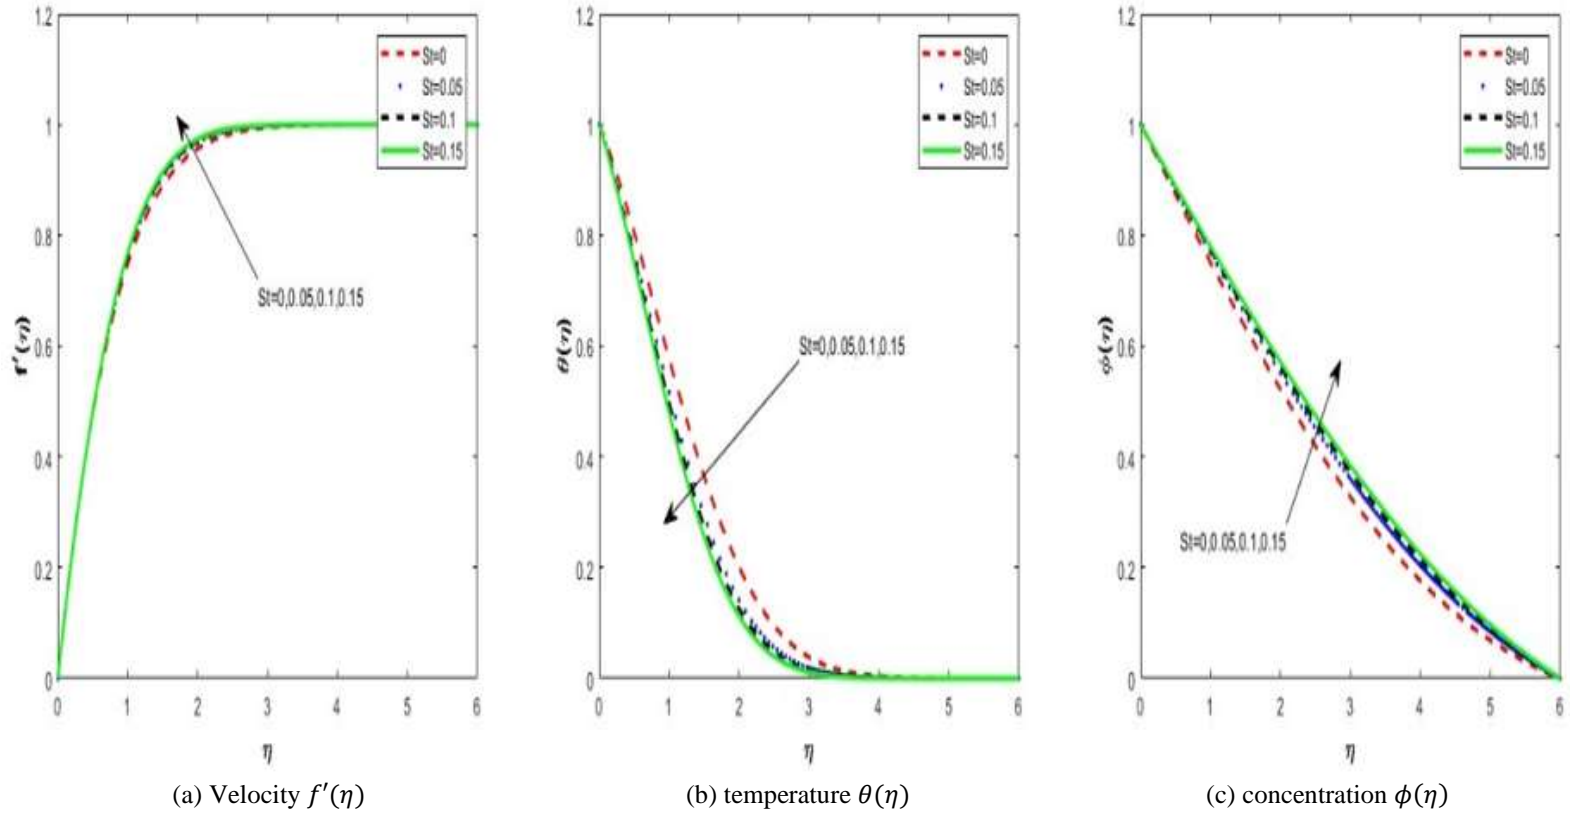 1.2
1
0.8
0.6
0.4
0.2
0
0 1 2 3 4 5 6
f'(η)
η
St=0
St=0.05
St=0.1
St=0.15
St=0,0.05,0.1,0.15
(a) Velocity f′(η)
1.2
1
0.8
0.6
0.4
0.2
0
0 1 2 3 4 5 6
θ(η)
η
St=0
St=0.05
St=0.1
St=0.15
St=0,0.05,0.1,0.15
(b) temperature θ(η)
1.2
1
0.8
0.6
0.4
0.2
0
0 1 2 3 4 5 6
ϕ(η)
η
St=0
St=0.05
St=0.1
St=0.15
St=0,0.05,0.1,0.15
(c) concentration ϕ(η)